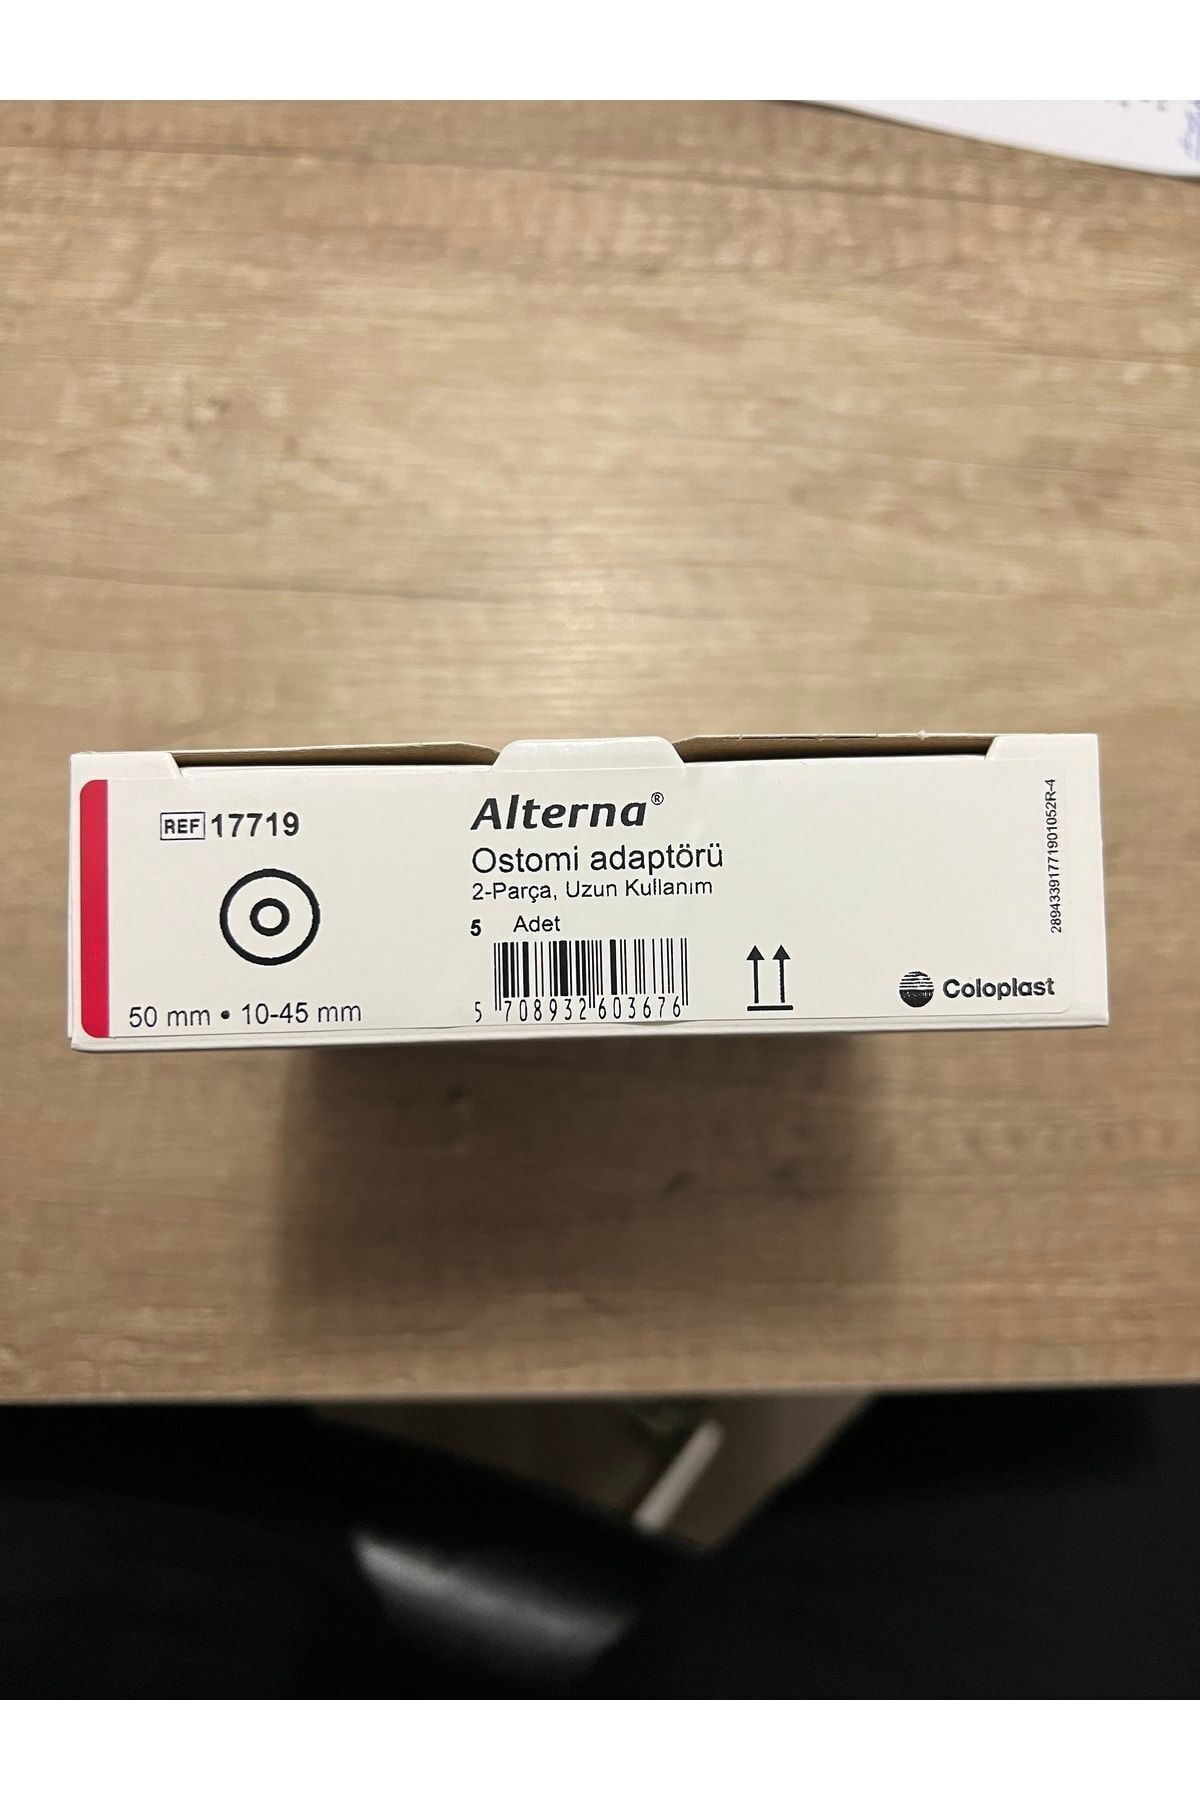 REF 17719
50 mm • 10-45 mm
Alterna®
Ostomi adaptörü
2-Parça, Uzun Kullanım
5 Adet
5 708932 603676
Coloplast
28943391771901052R-4